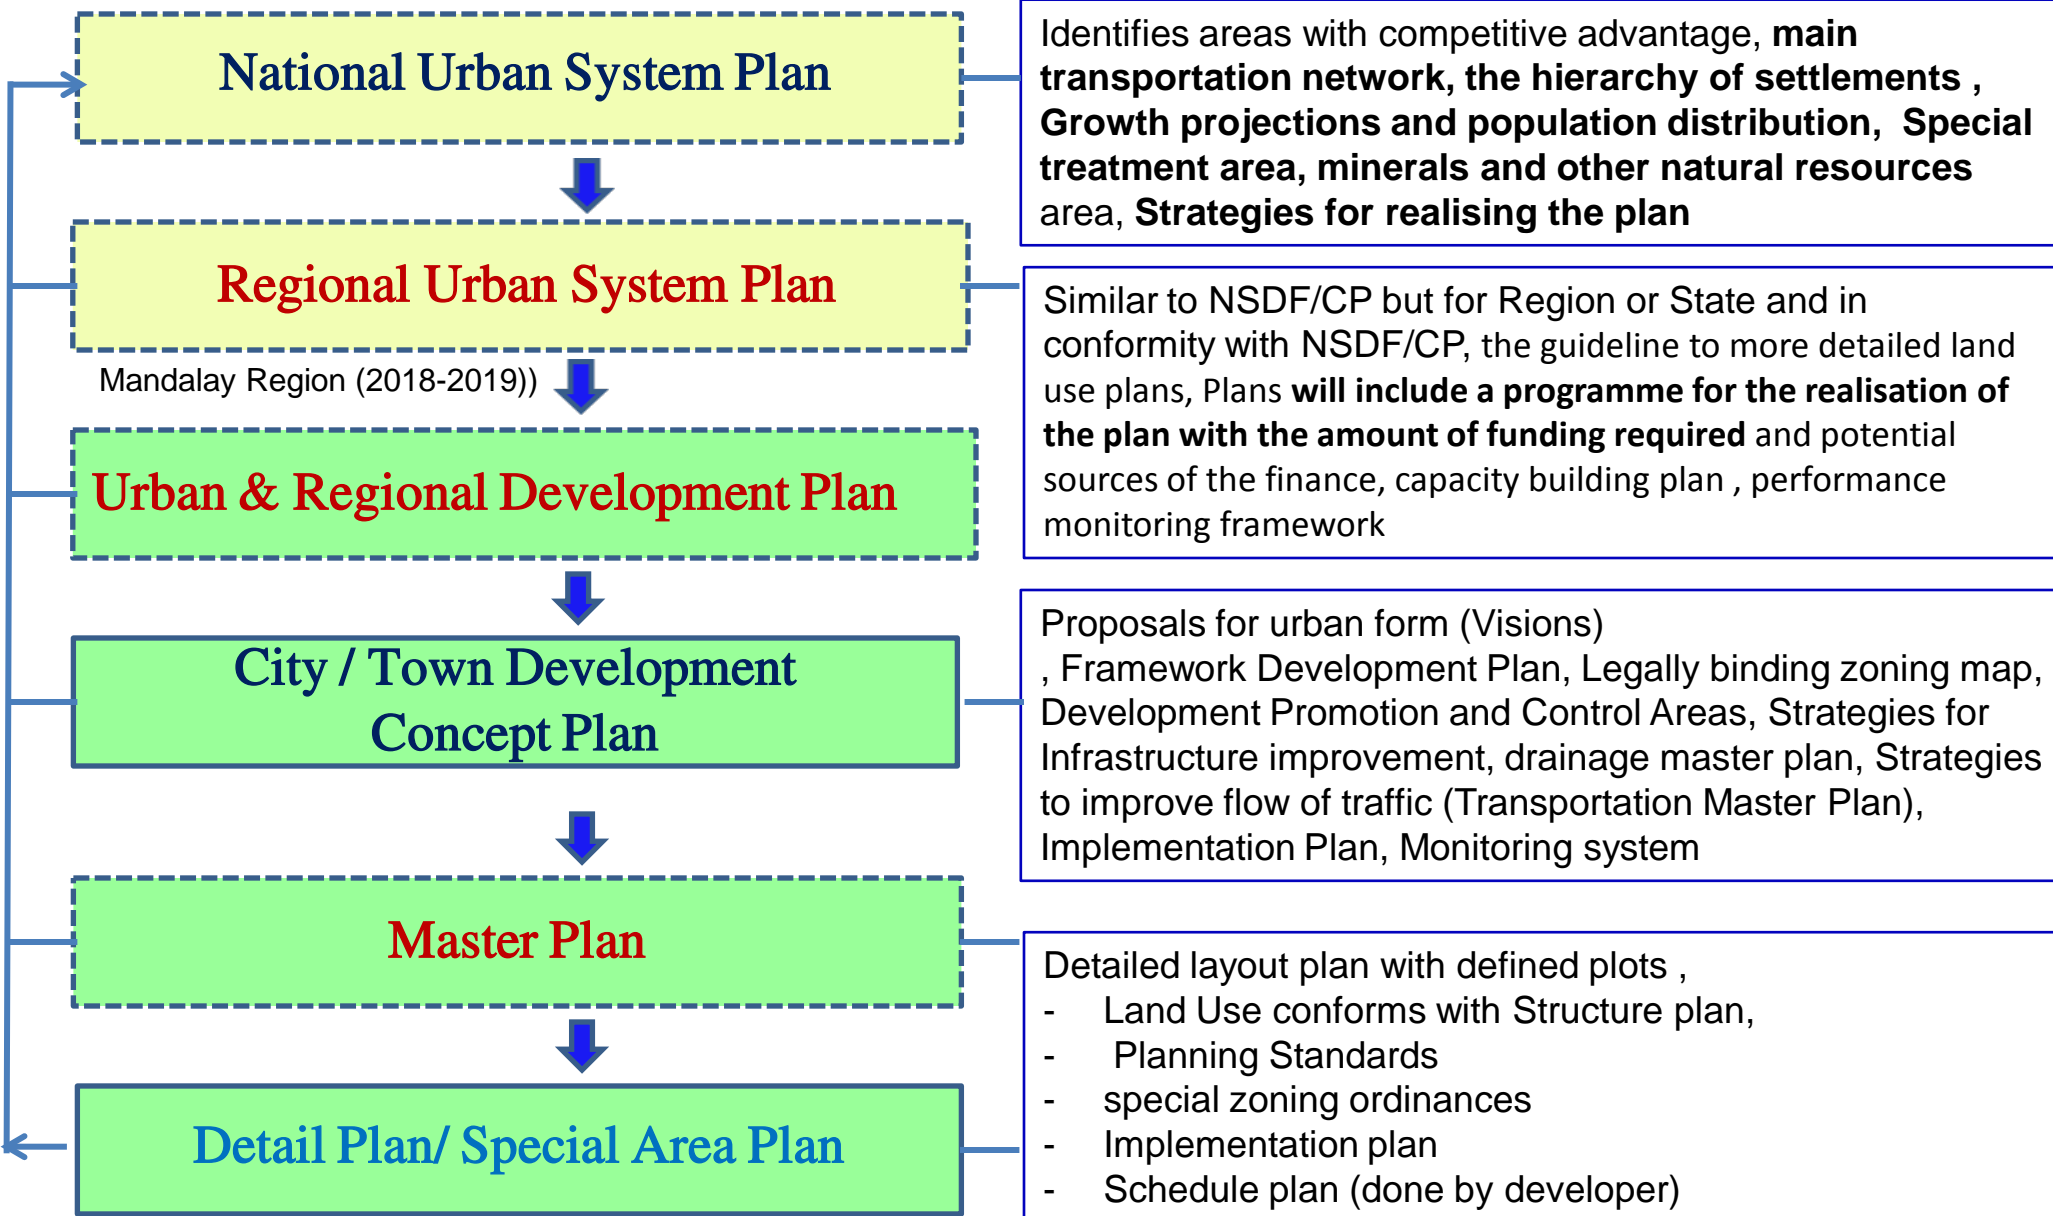 National Urban System Plan
Identifies areas with competitive advantage, main
transportation network, the hierarchy of settlements ,
Growth projections and population distribution, Special
treatment area, minerals and other natural resources
area, Strategies for realising the plan
Regional Urban System Plan
Mandalay Region (2018-2019))
Similar to NSDF/CP but for Region or State and in
conformity with NSDF/CP, the guideline to more detailed land
use plans, Plans will include a programme for the realisation of
the plan with the amount of funding required and potential
sources of the finance, capacity building plan , performance
monitoring framework
Urban & Regional Development Plan
City / Town Development
Concept Plan
Proposals for urban form (Visions)
, Framework Development Plan, Legally binding zoning map,
Development Promotion and Control Areas, Strategies for
Infrastructure improvement, drainage master plan, Strategies
to improve flow of traffic (Transportation Master Plan),
Implementation Plan, Monitoring system
Master Plan
Detail Plan/ Special Area Plan
Detailed layout plan with defined plots ,
- Land Use conforms with Structure plan,
- Planning Standards
- special zoning ordinances
- Implementation plan
- Schedule plan (done by developer)